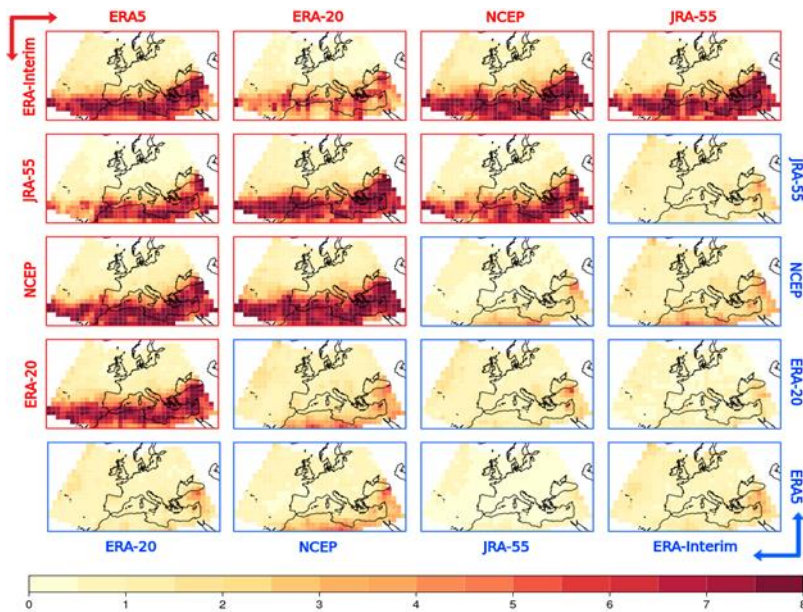 ERA5 ERA-20 NCEP JRA-55
ERA-Interim
JRA-55 JRA-55
NCEP NCEP
ERA-20 ERA-20
ERA5
ERA-20 NCEP JRA-55 ERA-Interim
0 1 2 3 4 5 6 7 8